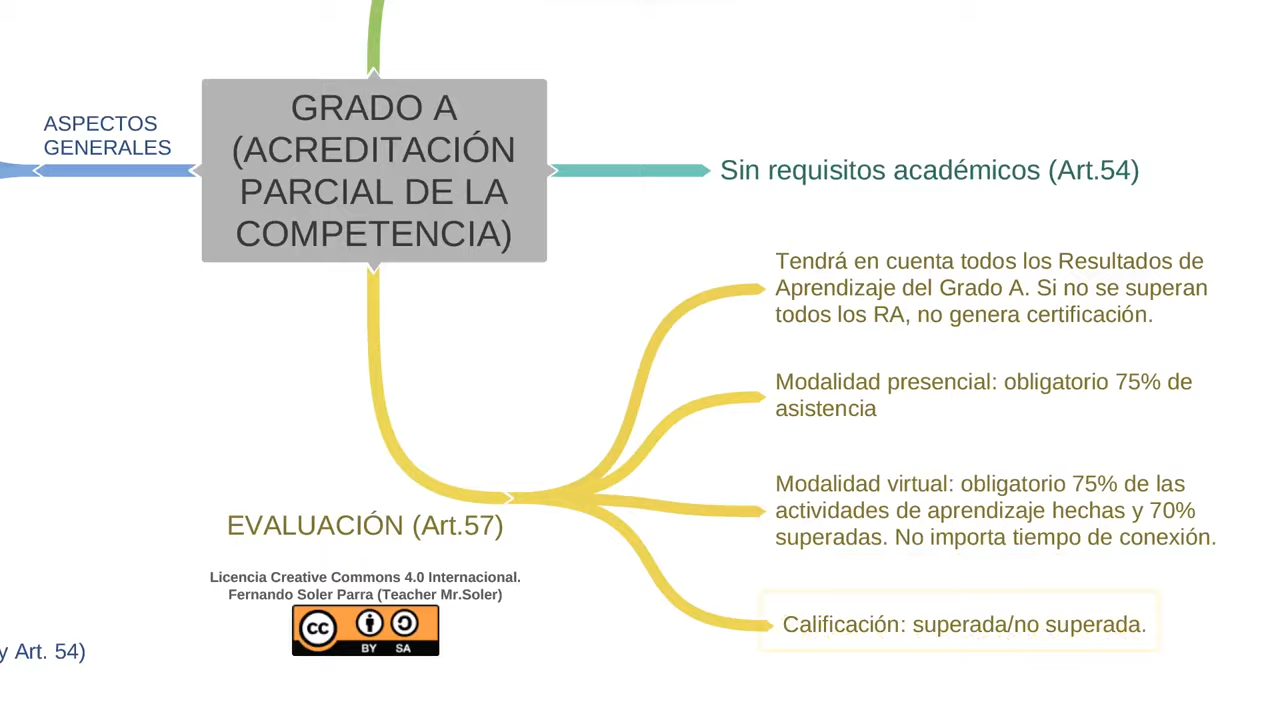 ASPECTOS
GENERALES
GRADO A
(ACREDITACIÓN
PARCIAL DE LA
COMPETENCIA)
Sin requisitos académicos (Art.54)
Tendrá en cuenta todos los Resultados de
Aprendizaje del Grado A. Si no se superan
todos los RA, no genera certificación.
Modalidad presencial: obligatorio 75% de
asistencia
Modalidad virtual: obligatorio 75% de las
actividades de aprendizaje hechas y 70%
superadas. No importa tiempo de conexión.
Calificación: superada/no superada.
EVALUACIÓN (Art.57)
Licencia Creative Commons 4.0 Internacional.
Fernando Soler Parra (Teacher Mr.Soler)
cc
BY SA
y Art. 54)